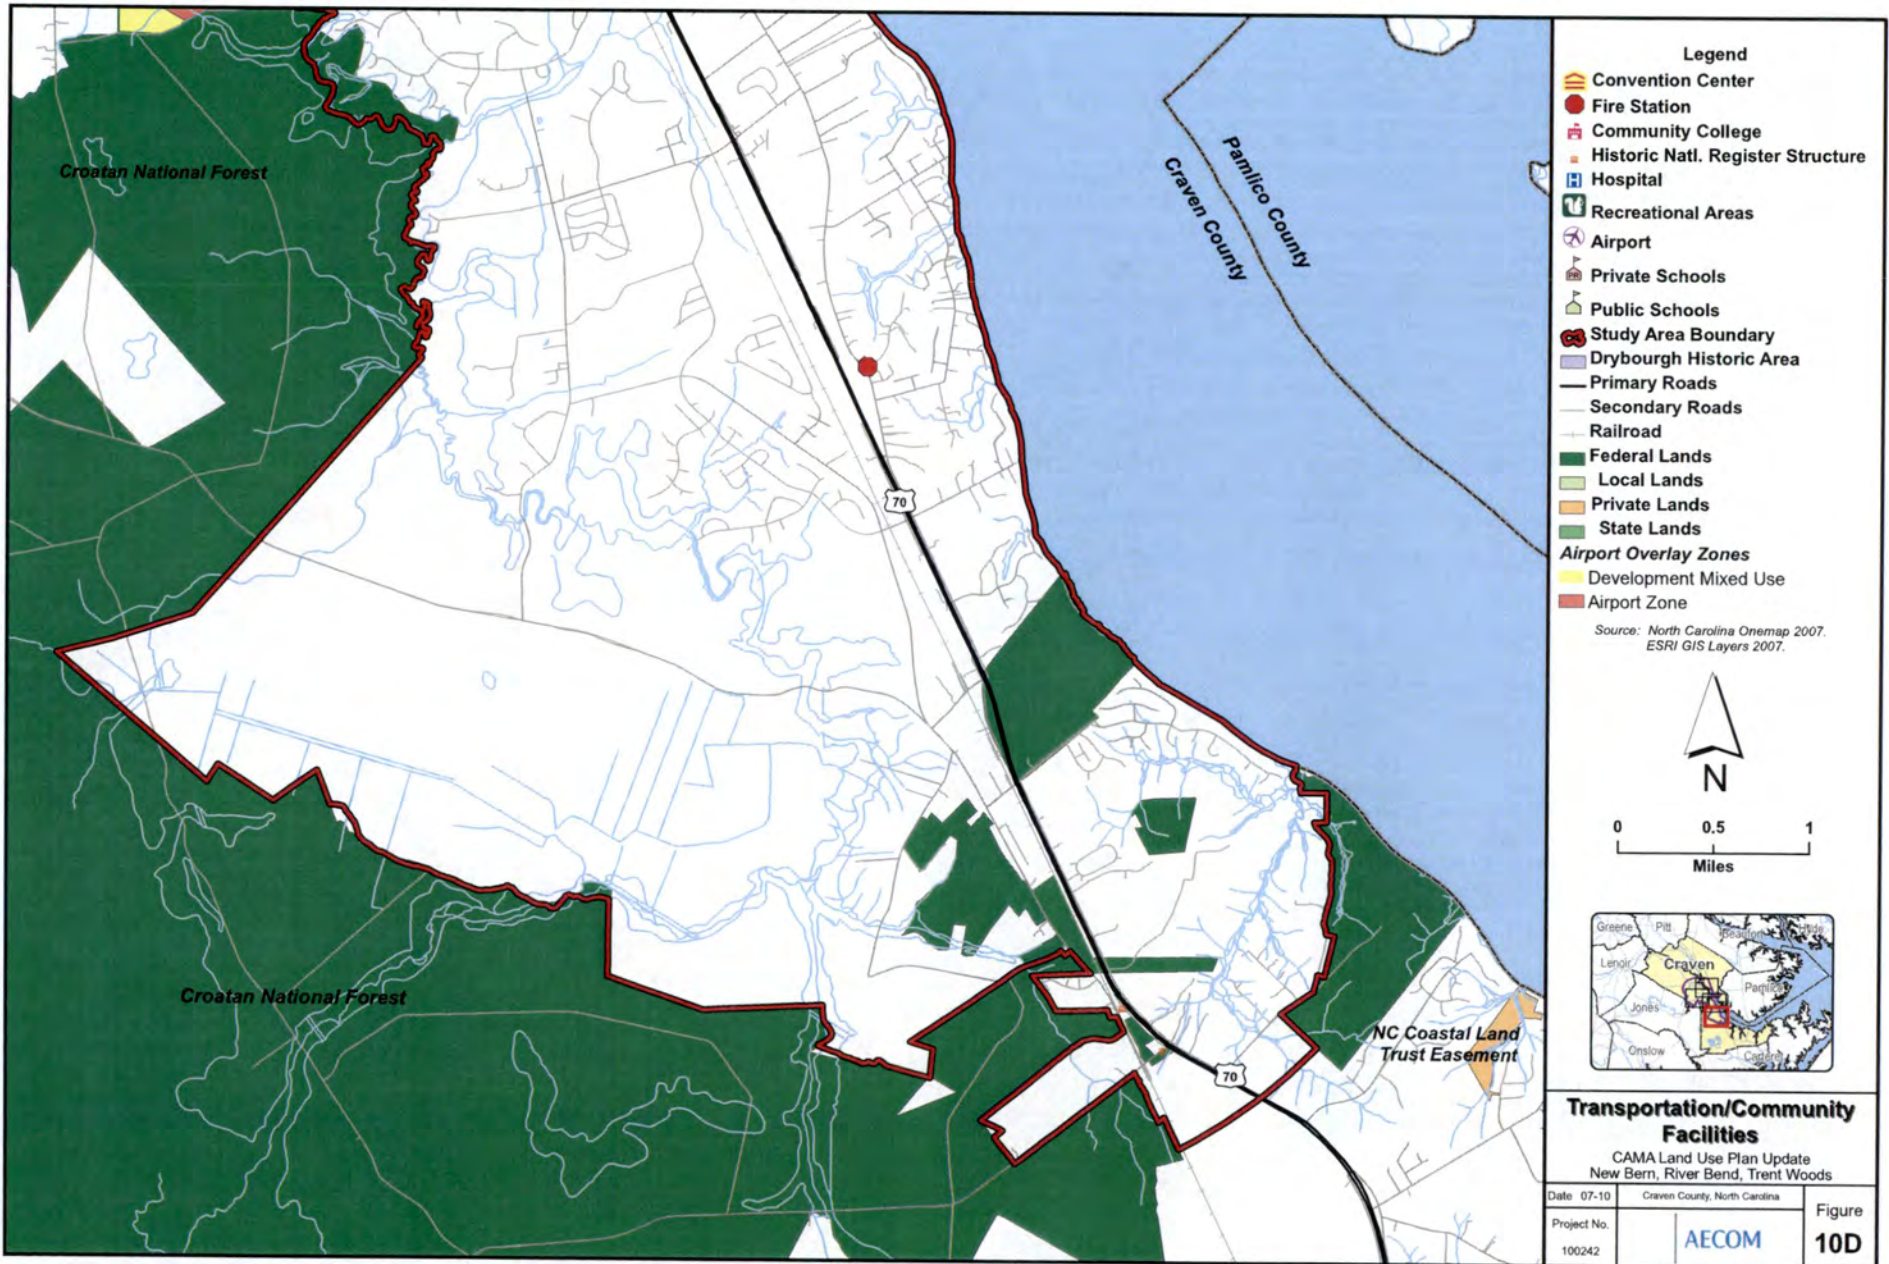 Croatan National Forest
Pamlico County
Craven County
70
Croatan National Forest
NC Coastal Land
Trust Easement
70
Legend
Convention Center
Fire Station
Community College
Historic Natl. Register Structure
H Hospital
Recreational Areas
Airport
PR Private Schools
Public Schools
Study Area Boundary
Drybourgh Historic Area
Primary Roads
Secondary Roads
Railroad
Federal Lands
Local Lands
Private Lands
State Lands
Airport Overlay Zones
Development Mixed Use
Airport Zone
Source: North Carolina Onemap 2007.
ESRI GIS Layers 2007.
N
0 0.5 1
Miles
Greene Pitt Beaufort Hyde
Lenoir Craven
Jones Pamlico
Onslow Carteret
Transportation/Community
Facilities
CAMA Land Use Plan Update
New Bern, River Bend, Trent Woods
Date 07-10 Craven County, North Carolina
Figure
Project No.
100242
AECOM
10D